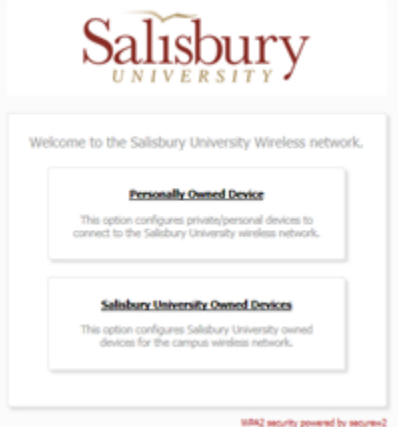 Salisbury
UNIVERSITY
Welcome to the Salisbury University Wireless network.
Personally Owned Device
This option configures private/personal devices to
connect to the Salisbury University wireless network.
Salisbury University Owned Devices
This option configures Salisbury University owned
devices for the campus wireless network.
WPA2 security powered by securew2